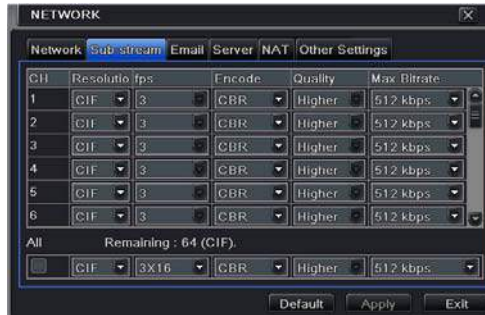 NETWORK
Network Sub stream Email Server NAT Other Settings
CH Resolutio fps Encode Quality Max Bitrate
1 CIF 3 CBR Higher 512 kbps
2 CIF 3 CBR Higher 512 kbps
3 CIF 3 CBR Higher 512 kbps
4 CIF 3 CBR Higher 512 kbps
5 CIF 3 CBR Higher 512 kbps
6 CIF 3 CBR Higher 512 kbps
All Remaining : 64 (CIF).
CIF 3X16 CBR Higher 512 kbps
Default Apply Exit